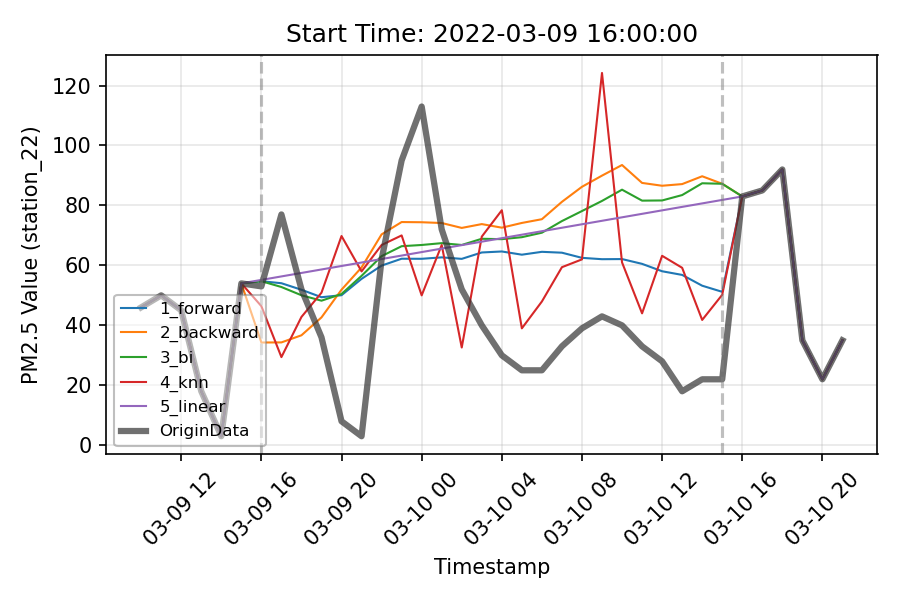 Start Time: 2022-03-09 16:00:00
PM2.5 Value (station_22)
120
100
80
60
40
20
0
1_forward
2_backward
3_bi
4_knn
5_linear
OriginData
03-09 12
03-09 16
03-09 20
03-10 00
03-10 04
03-10 08
03-10 12
03-10 16
03-10 20
Timestamp